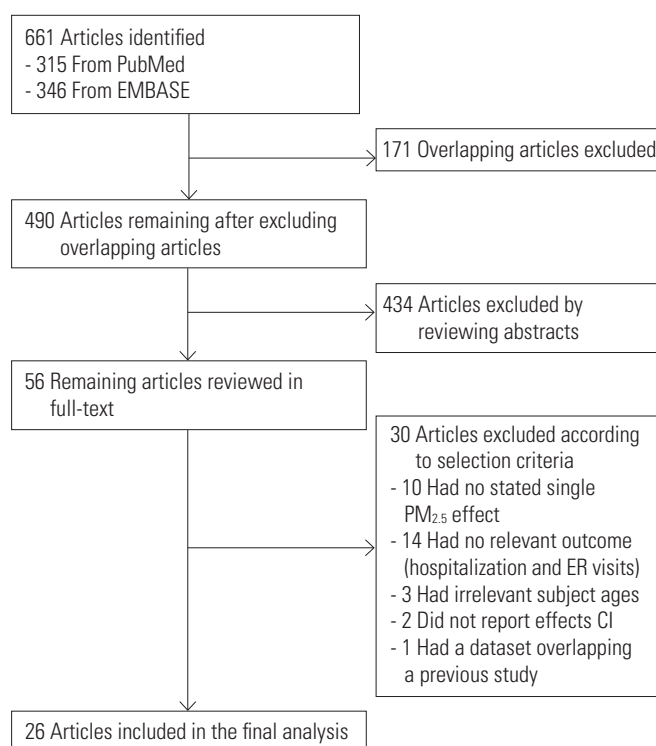 661 Articles identified
- 315 From PubMed
- 346 From EMBASE
171 Overlapping articles excluded
490 Articles remaining after excluding
overlapping articles
434 Articles excluded by
reviewing abstracts
56 Remaining articles reviewed in
full-text
30 Articles excluded according
to selection criteria
- 10 Had no stated single
PM2.5 effect
- 14 Had no relevant outcome
(hospitalization and ER visits)
- 3 Had irrelevant subject ages
- 2 Did not report effects CI
- 1 Had a dataset overlapping
a previous study
26 Articles included in the final analysis